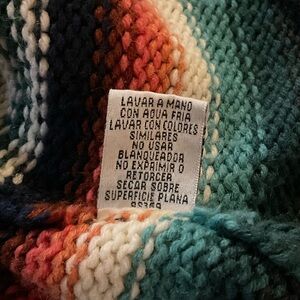 LAVAR A MANO
CON AGUA FRIA
LAVAR CON COLORES
SIMILARES
NO USAR
BLANQUEADOR
NO EXPRIMIR O
RETORCER
SECAR SOBRE
SUPERFICIE PLANA